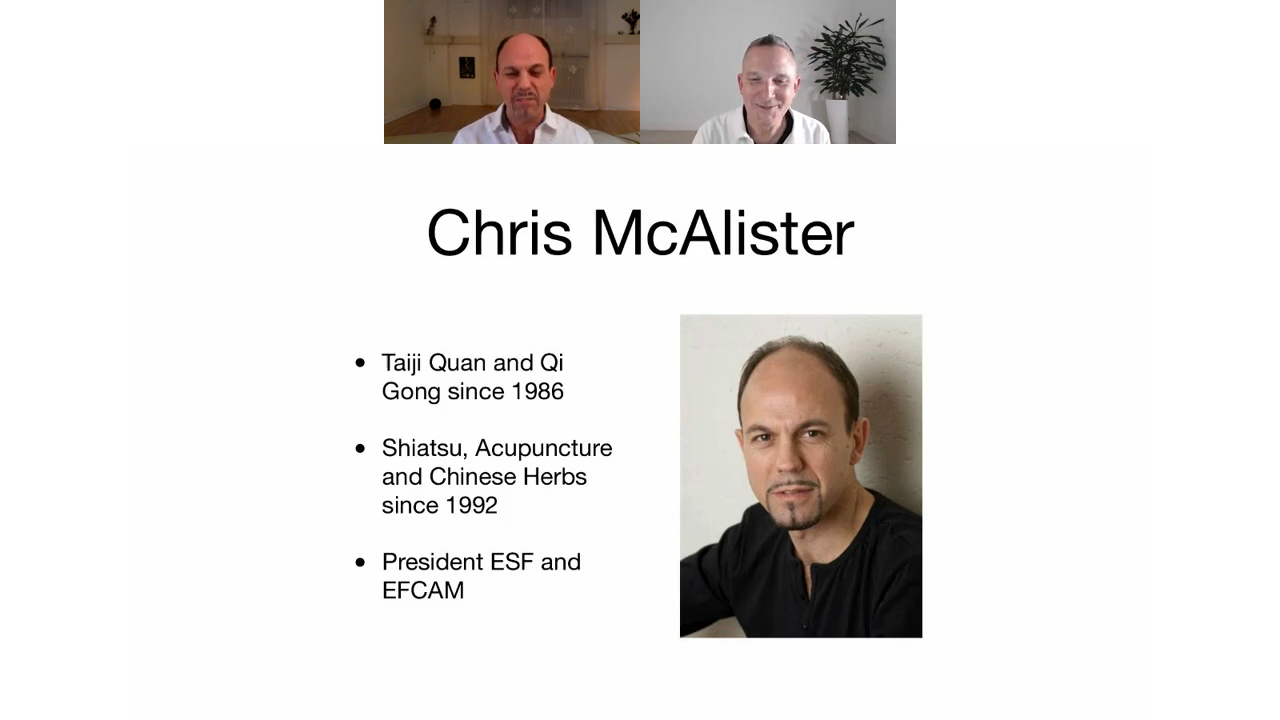 Chris McAlister
• Taiji Quan and Qi
Gong since 1986
• Shiatsu, Acupuncture
and Chinese Herbs
since 1992
• President ESF and
EFCAM